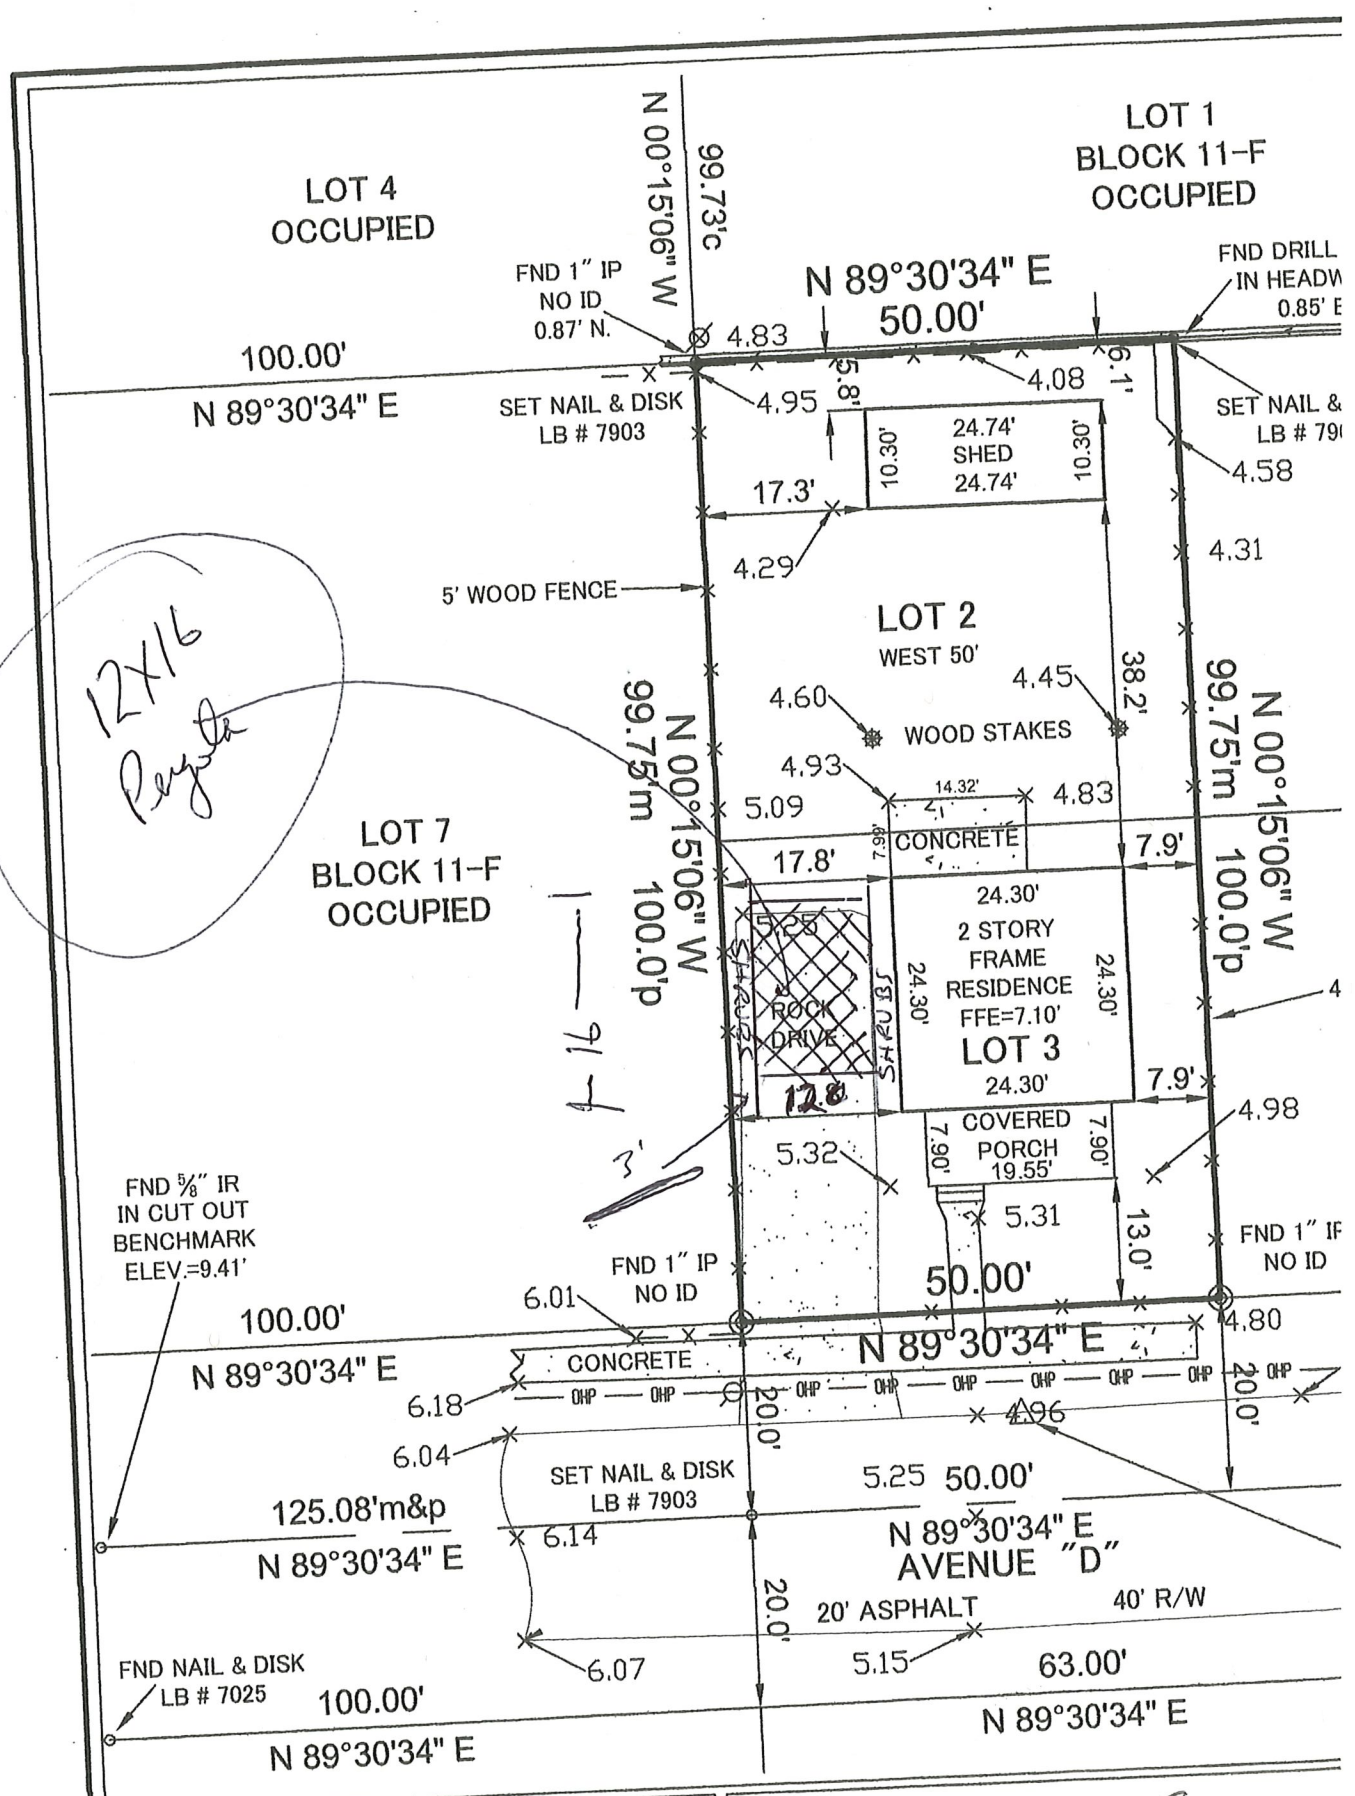 LOT 1
BLOCK 11-F
OCCUPIED
LOT 4
OCCUPIED
N 00°15'06" W
99.73'c
FND 1" IP
NO ID
0.87' N.
N 89°30'34" E
50.00'
FND DRILL
IN HEADW
0.85' E
4.83
100.00'
N 89°30'34" E
SET NAIL & DISK
LB # 7903
4.95
5.8'
4.08
6.1'
SET NAIL &
LB # 790
10.30'
24.74'
SHED
24.74'
10.30'
4.58
17.3'
4.29
4.31
5' WOOD FENCE
LOT 2
WEST 50'
12X16
Pergola
4.60
4.45
38.2'
WOOD STAKES
N 00°15'06" W
99.75'm
100.0'p
99.75'm
N 00°15'06" W
100.0'p
4.93
14.32'
4.83
5.09
7.99'
CONCRETE
17.8'
7.9'
LOT 7
BLOCK 11-F
OCCUPIED
24.30'
2 STORY
FRAME
RESIDENCE
FFE=7.10'
LOT 3
24.30'
24.30'
24.30'
5.25
SHRUBS
ROCK
DRIVE
SHRUBS
16
4
12.8
7.9'
3'
COVERED
PORCH
19.55'
7.90'
7.90'
4.98
5.32
5.31
13.0'
FND ⅝" IR
IN CUT OUT
BENCHMARK
ELEV.=9.41'
FND 1" IP
NO ID
FND 1" IP
NO ID
6.01
50.00'
4.80
100.00'
N 89°30'34" E
CONCRETE
N 89°30'34" E
6.18
OHP OHP OHP OHP OHP OHP OHP OHP OHP
20.0'
20.0'
4.96
6.04
SET NAIL & DISK
LB # 7903
5.25
50.00'
125.08'm&p
N 89°30'34" E
6.14
N 89°30'34" E
AVENUE "D"
20.0'
20' ASPHALT
40' R/W
6.07
5.15
63.00'
FND NAIL & DISK
LB # 7025
100.00'
N 89°30'34" E
N 89°30'34" E